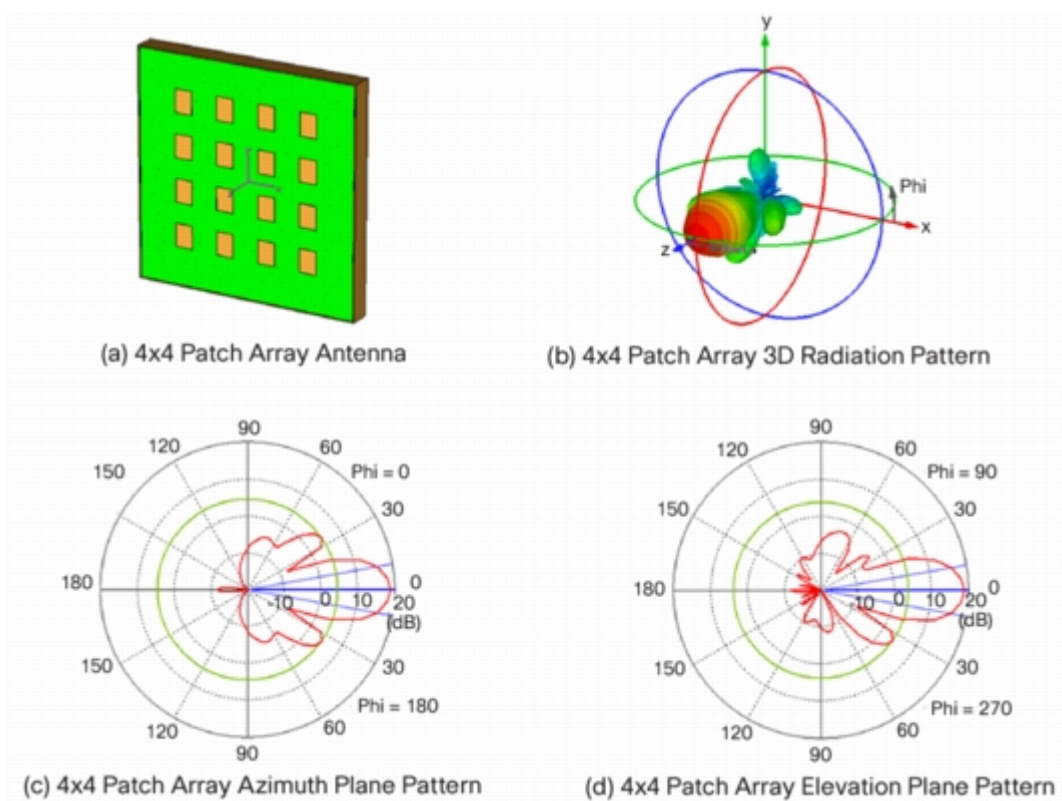 y
Phi
x
z
(a) 4x4 Patch Array Antenna
(b) 4x4 Patch Array 3D Radiation Pattern
90
120
60
150
Phi = 0
30
180
-10 0 10 20
0
(dB)
150
30
Phi = 180
120
60
90
90
120
60
150
Phi = 90
30
180
-10 0 10 20
0
(dB)
150
30
Phi = 270
120
60
90
(c) 4x4 Patch Array Azimuth Plane Pattern
(d) 4x4 Patch Array Elevation Plane Pattern